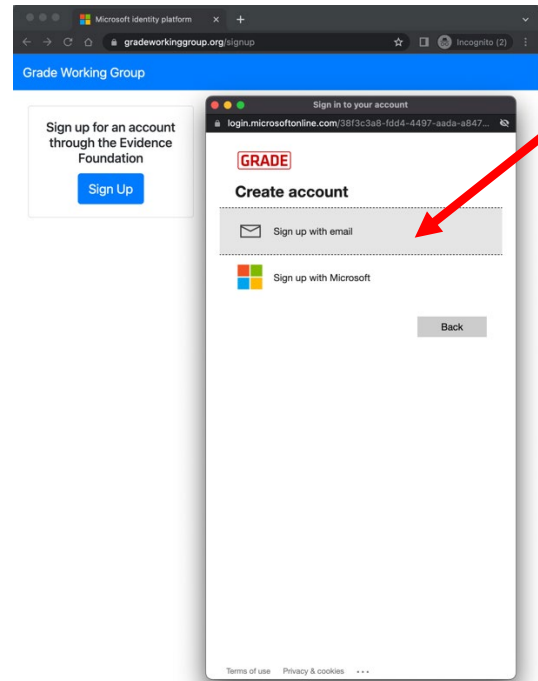 Microsoft identity platform
gradeworkinggroup.org/signup
Incognito (2)
Grade Working Group
Sign up for an account
through the Evidence
Foundation
Sign Up
Sign in to your account
login.microsoftonline.com/38f3c3a8-fdd4-4497-aada-a847...
GRADE
Create account
Sign up with email
Sign up with Microsoft
Back
Terms of use Privacy & cookies ...